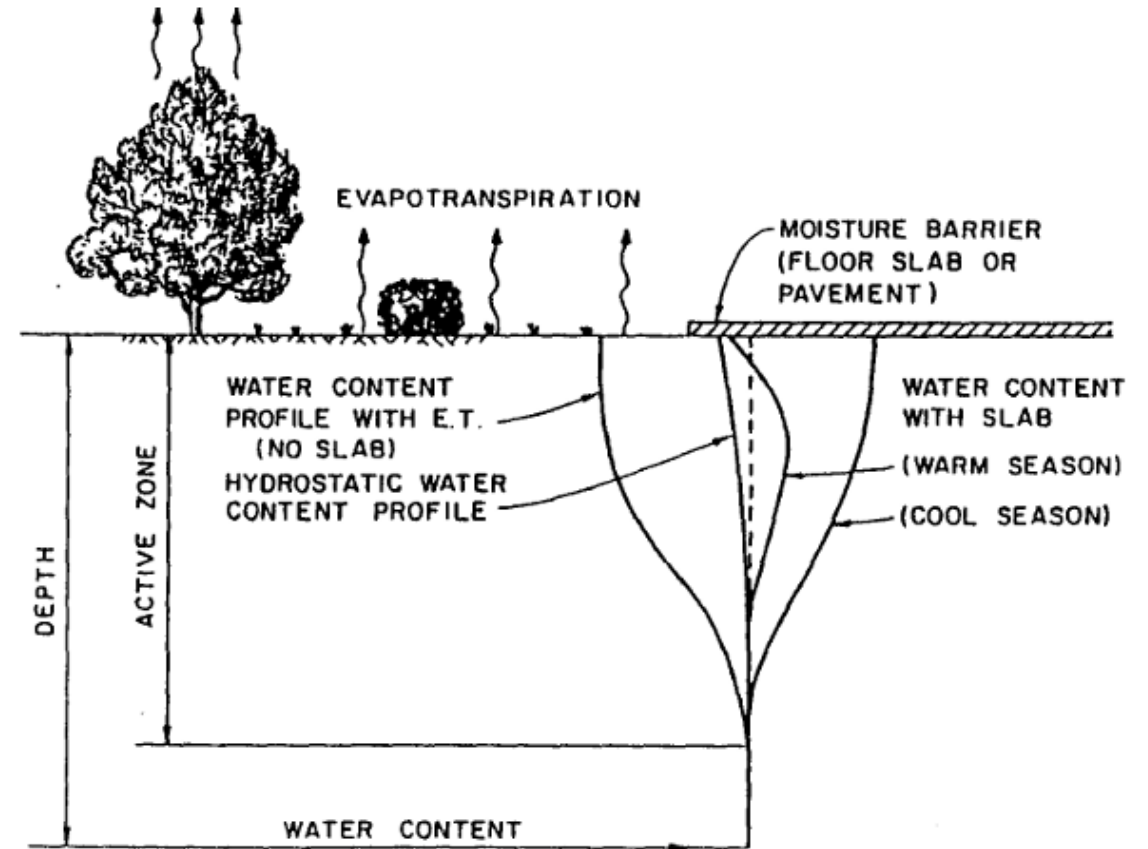 EVAPOTRANSPIRATION
MOISTURE BARRIER
(FLOOR SLAB OR
PAVEMENT)
WATER CONTENT
PROFILE WITH E.T.
(NO SLAB)
HYDROSTATIC WATER
CONTENT PROFILE
WATER CONTENT
WITH SLAB
(WARM SEASON)
(COOL SEASON)
DEPTH
ACTIVE ZONE
WATER CONTENT